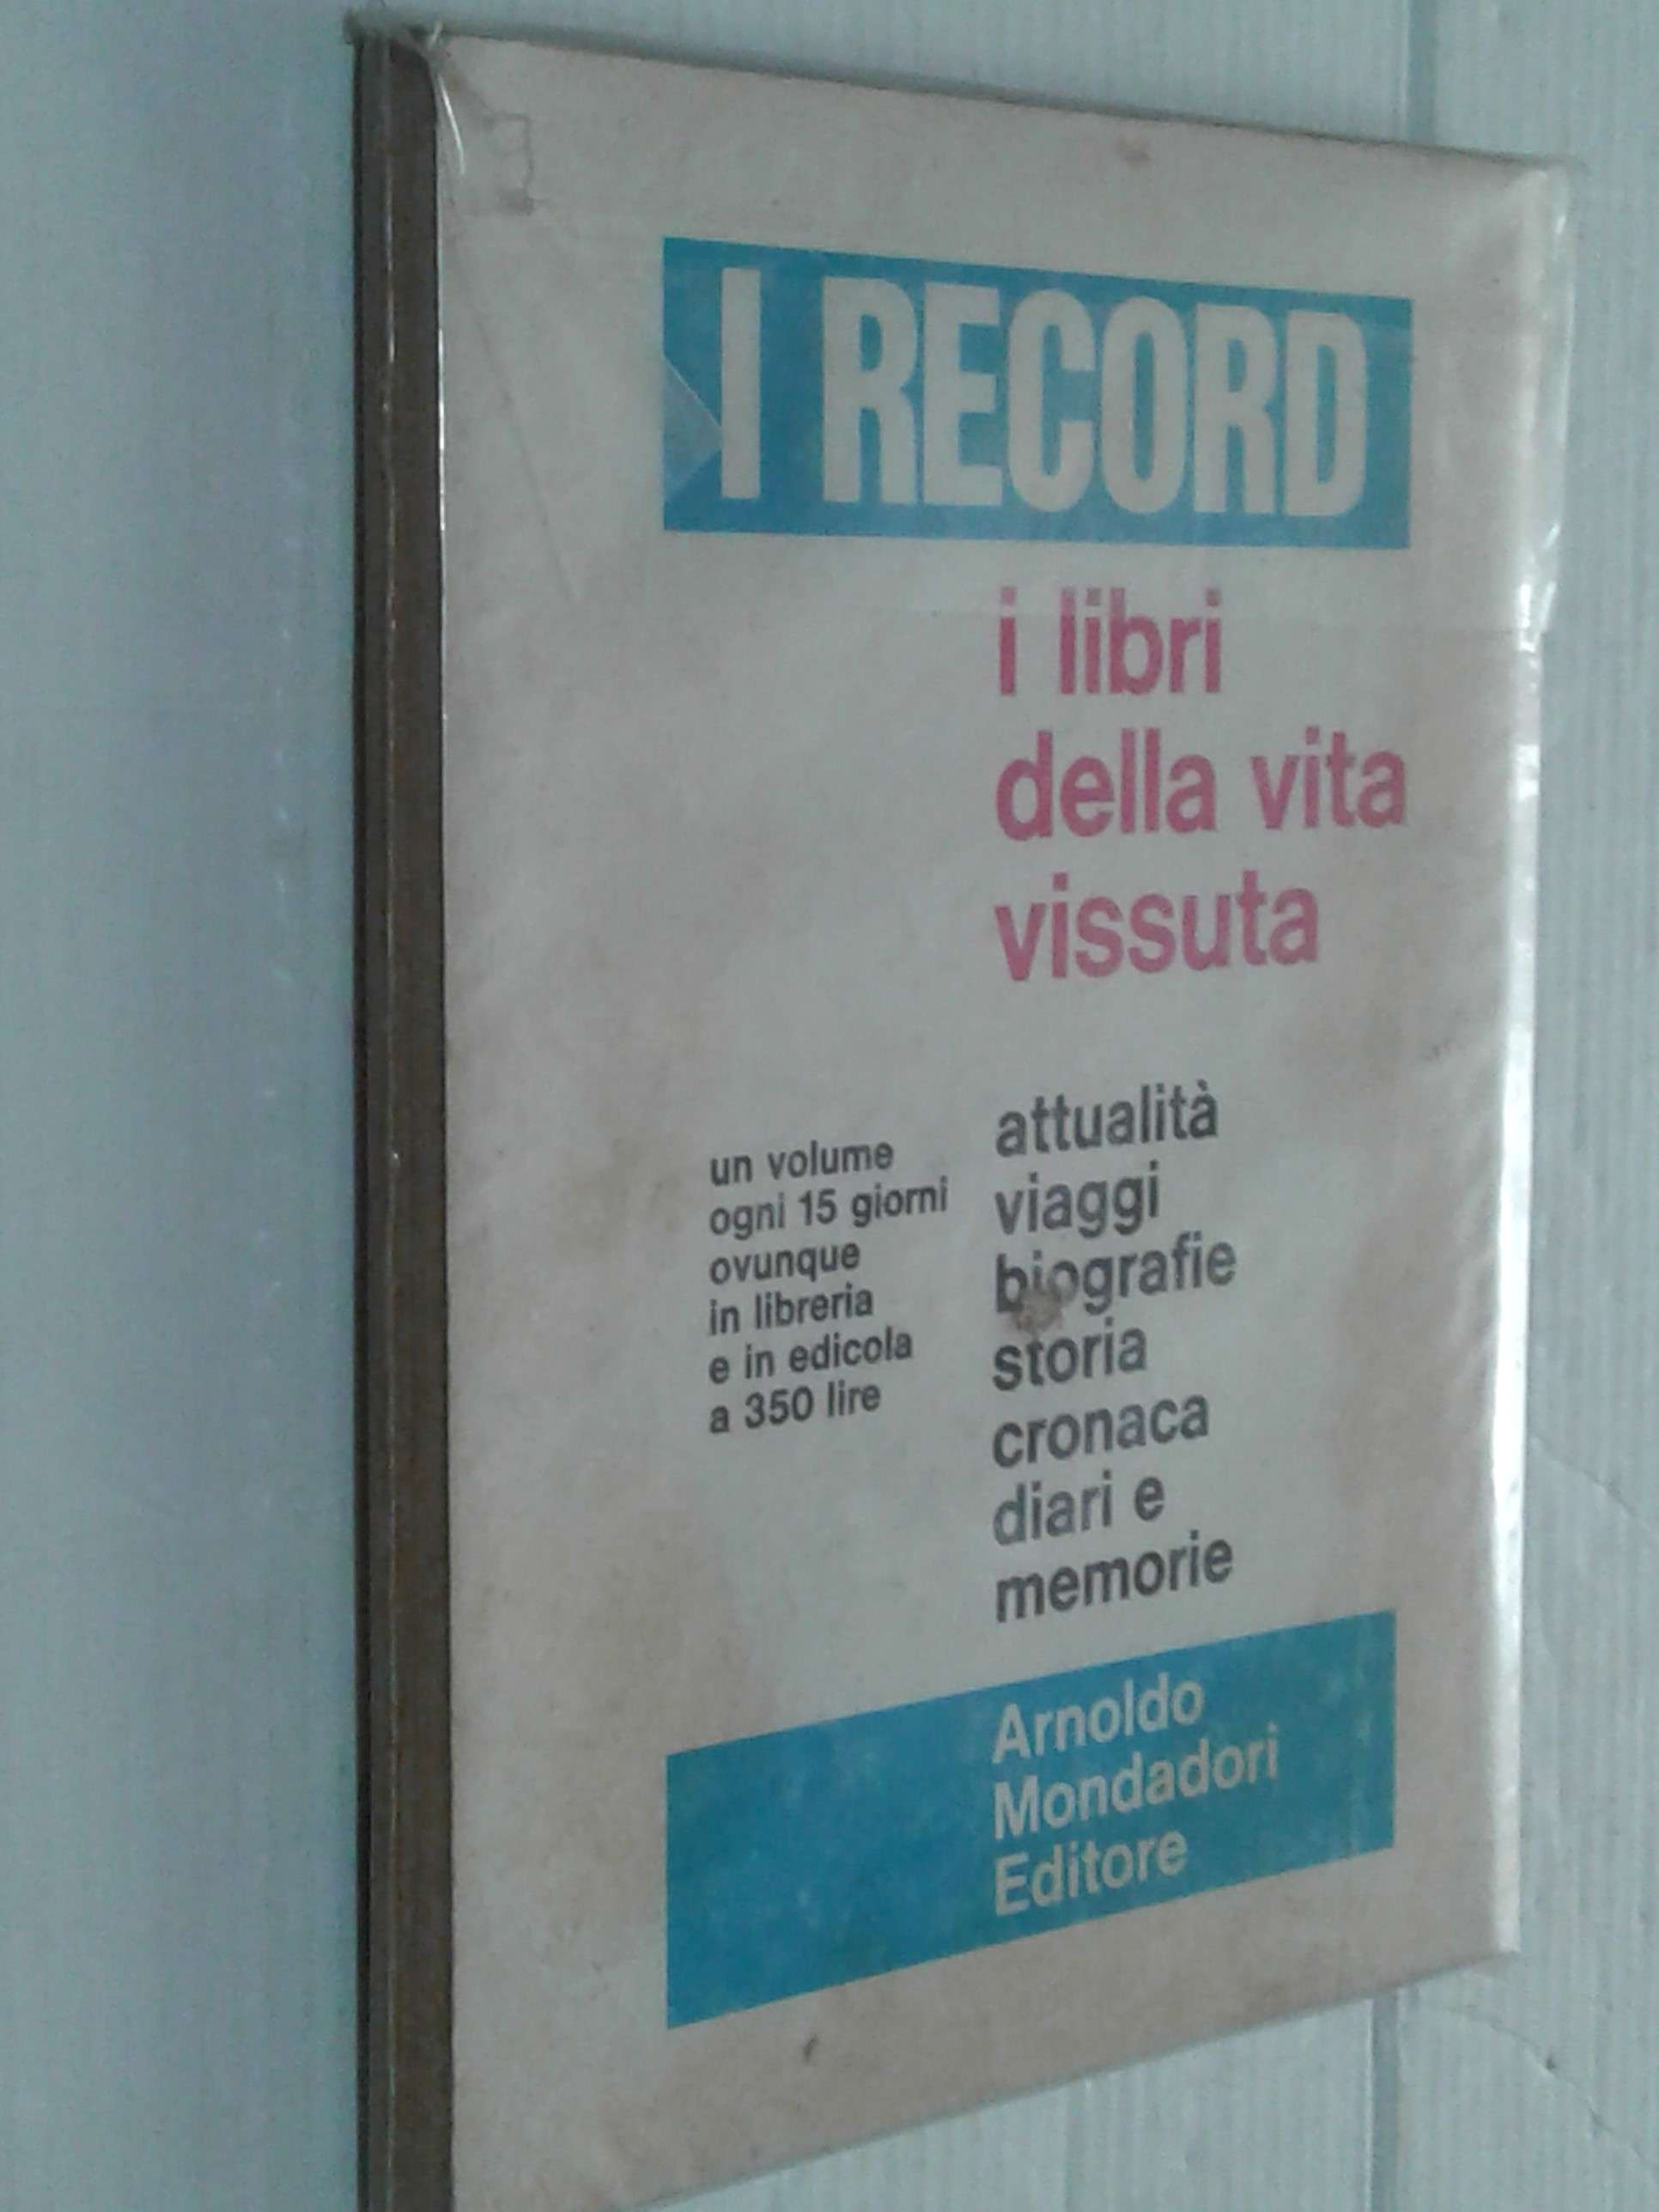 I RECORD
i libri
della vita
vissuta
un volume
ogni 15 giorni
ovunque
in libreria
e in edicola
a 350 lire
attualità
viaggi
biografie
storia
cronaca
diari e
memorie
Arnoldo
Mondadori
Editore